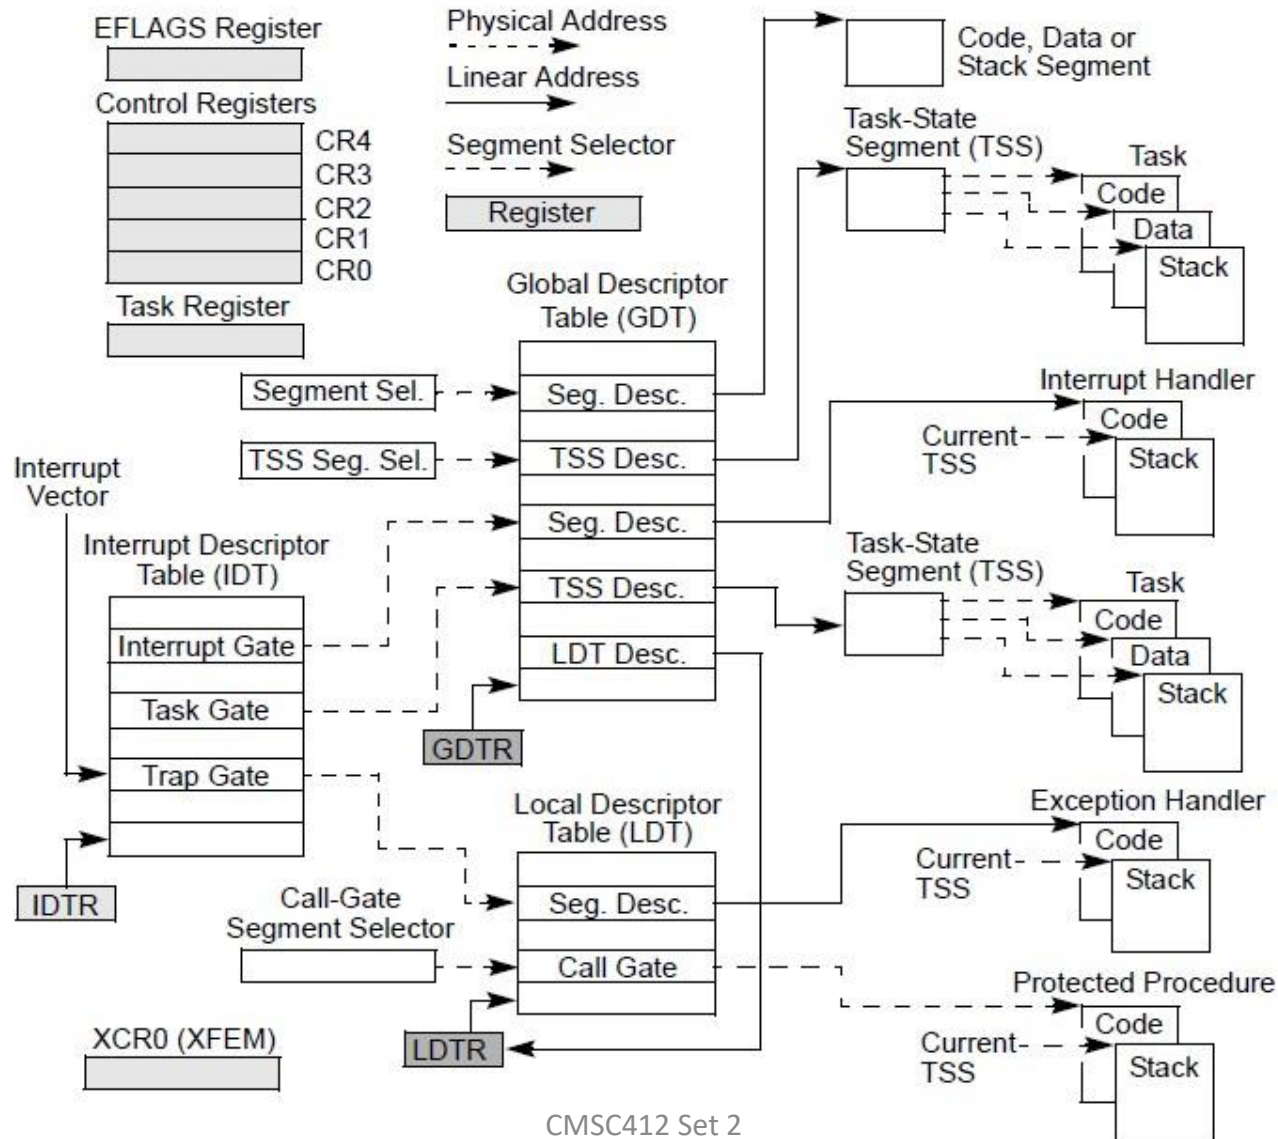 EFLAGS Register
Control Registers
CR4
CR3
CR2
CR1
CR0
Task Register
Physical Address
Linear Address
Segment Selector
Register
Code, Data or
Stack Segment
Task-State
Segment (TSS)
Task
Code
Data
Stack
Global Descriptor
Table (GDT)
Segment Sel.
Seg. Desc.
TSS Seg. Sel.
TSS Desc.
Seg. Desc.
TSS Desc.
LDT Desc.
GDTR
Interrupt Handler
Code
Current
TSS
Stack
Interrupt
Vector
Interrupt Descriptor
Table (IDT)
Interrupt Gate
Task Gate
Trap Gate
IDTR
Task-State
Segment (TSS)
Task
Code
Data
Stack
Local Descriptor
Table (LDT)
Seg. Desc.
Call Gate
Call-Gate
Segment Selector
LDTR
Exception Handler
Code
Current
TSS
Stack
Protected Procedure
Code
Current
TSS
Stack
XCR0 (XFEM)
CMSC412 Set 2